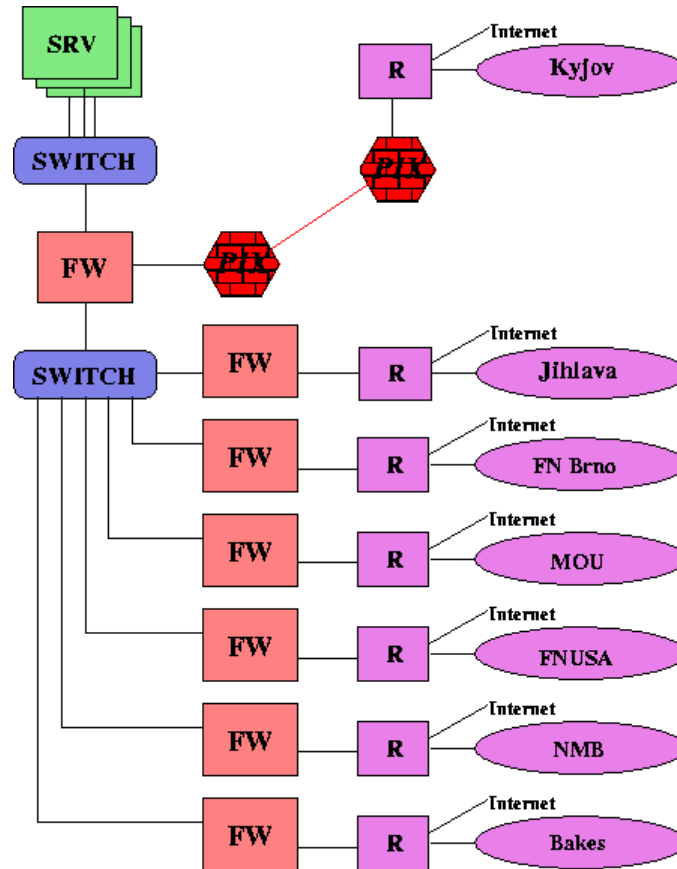 SRV
Internet
R
Kyjov
SWITCH
PIX
FW
PIX
SWITCH
FW
R
Internet
Jihlava
FW
R
Internet
FN Brno
FW
R
Internet
MOU
FW
R
Internet
FNUSA
FW
R
Internet
NMB
FW
R
Internet
Bakes